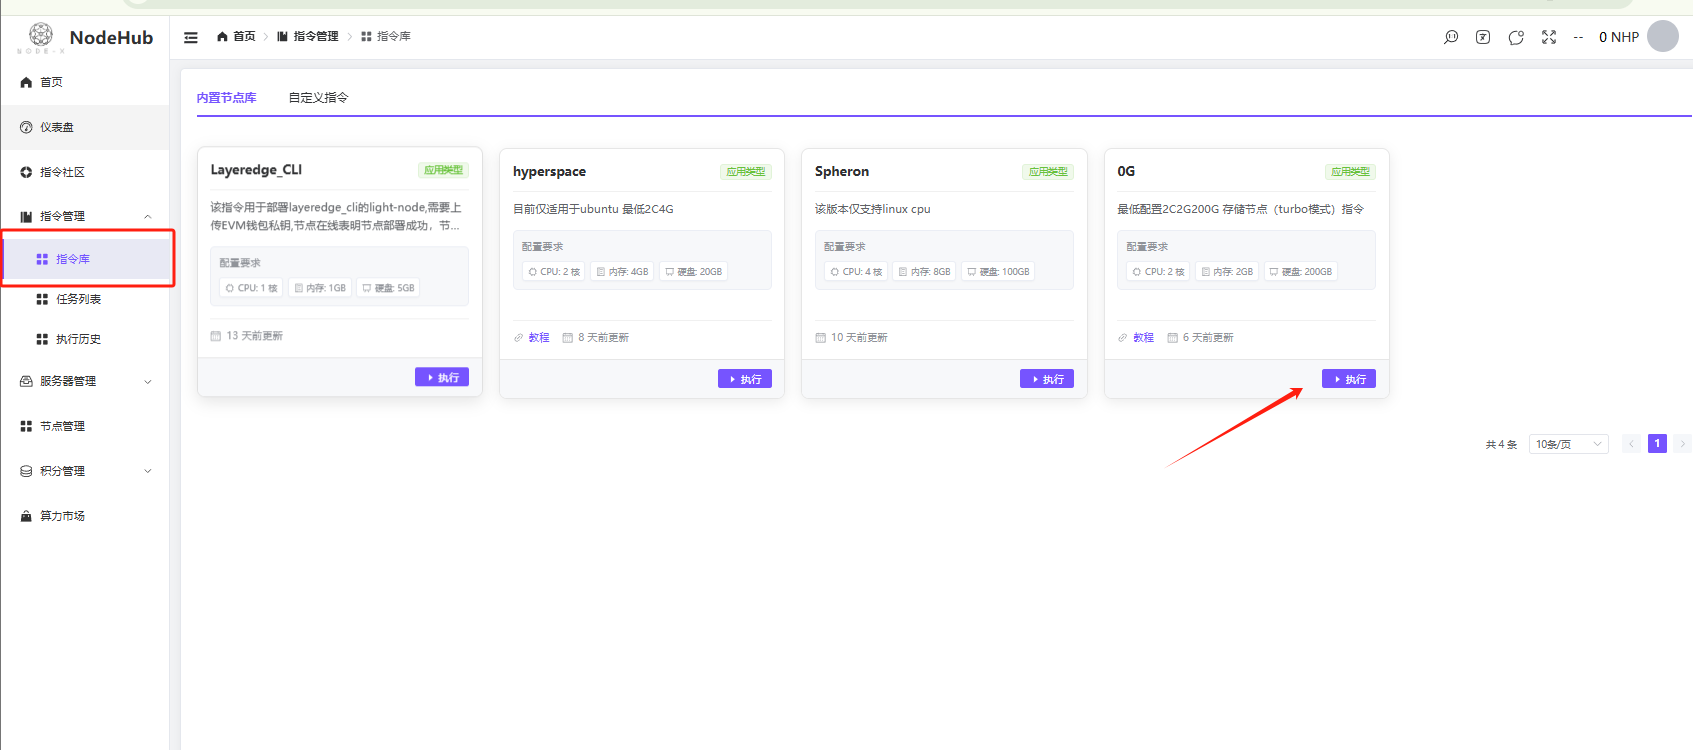 NODE-X
NodeHub
首页 指令管理 指令库
-- 0 NHP
首页
仪表盘
指令社区
指令管理
指令库
任务列表
执行历史
服务器管理
节点管理
积分管理
算力市场
内置节点库 自定义指令
Layeredge_CLI 应用类型
该指令用于部署layeredge_cli的light-node,需要上
传EVM钱包私钥,节点在线表明节点部署成功，节...
配置要求
CPU: 1 核 内存: 1GB 硬盘: 5GB
13 天前更新
执行
hyperspace 应用类型
目前仅适用于ubuntu 最低2C4G
配置要求
CPU: 2 核 内存: 4GB 硬盘: 20GB
教程 8 天前更新
执行
Spheron 应用类型
该版本仅支持linux cpu
配置要求
CPU: 4 核 内存: 8GB 硬盘: 100GB
10 天前更新
执行
0G 应用类型
最低配置2C2G200G 存储节点（turbo模式）指令
配置要求
CPU: 2 核 内存: 2GB 硬盘: 200GB
教程 6 天前更新
执行
共 4 条 10条/页 1